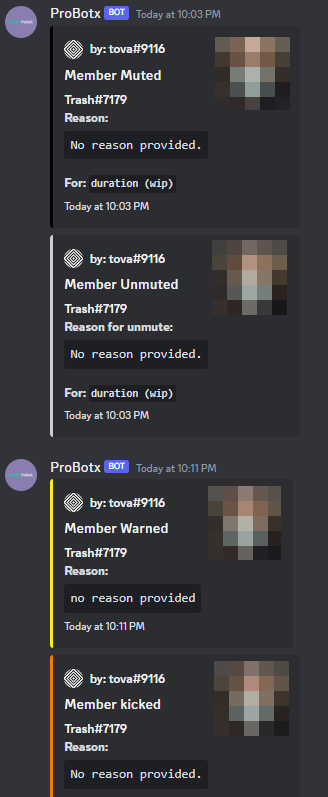 ProBotx BOT Today at 10:03 PM
by: tova#9116
Member Muted
Trash#7179
Reason:
No reason provided.
For: duration (wip)
Today at 10:03 PM
by: tova#9116
Member Unmuted
Trash#7179
Reason for unmute:
No reason provided.
For: duration (wip)
Today at 10:03 PM
ProBotx BOT Today at 10:11 PM
by: tova#9116
Member Warned
Trash#7179
Reason:
no reason provided
Today at 10:11 PM
by: tova#9116
Member kicked
Trash#7179
Reason:
No reason provided.